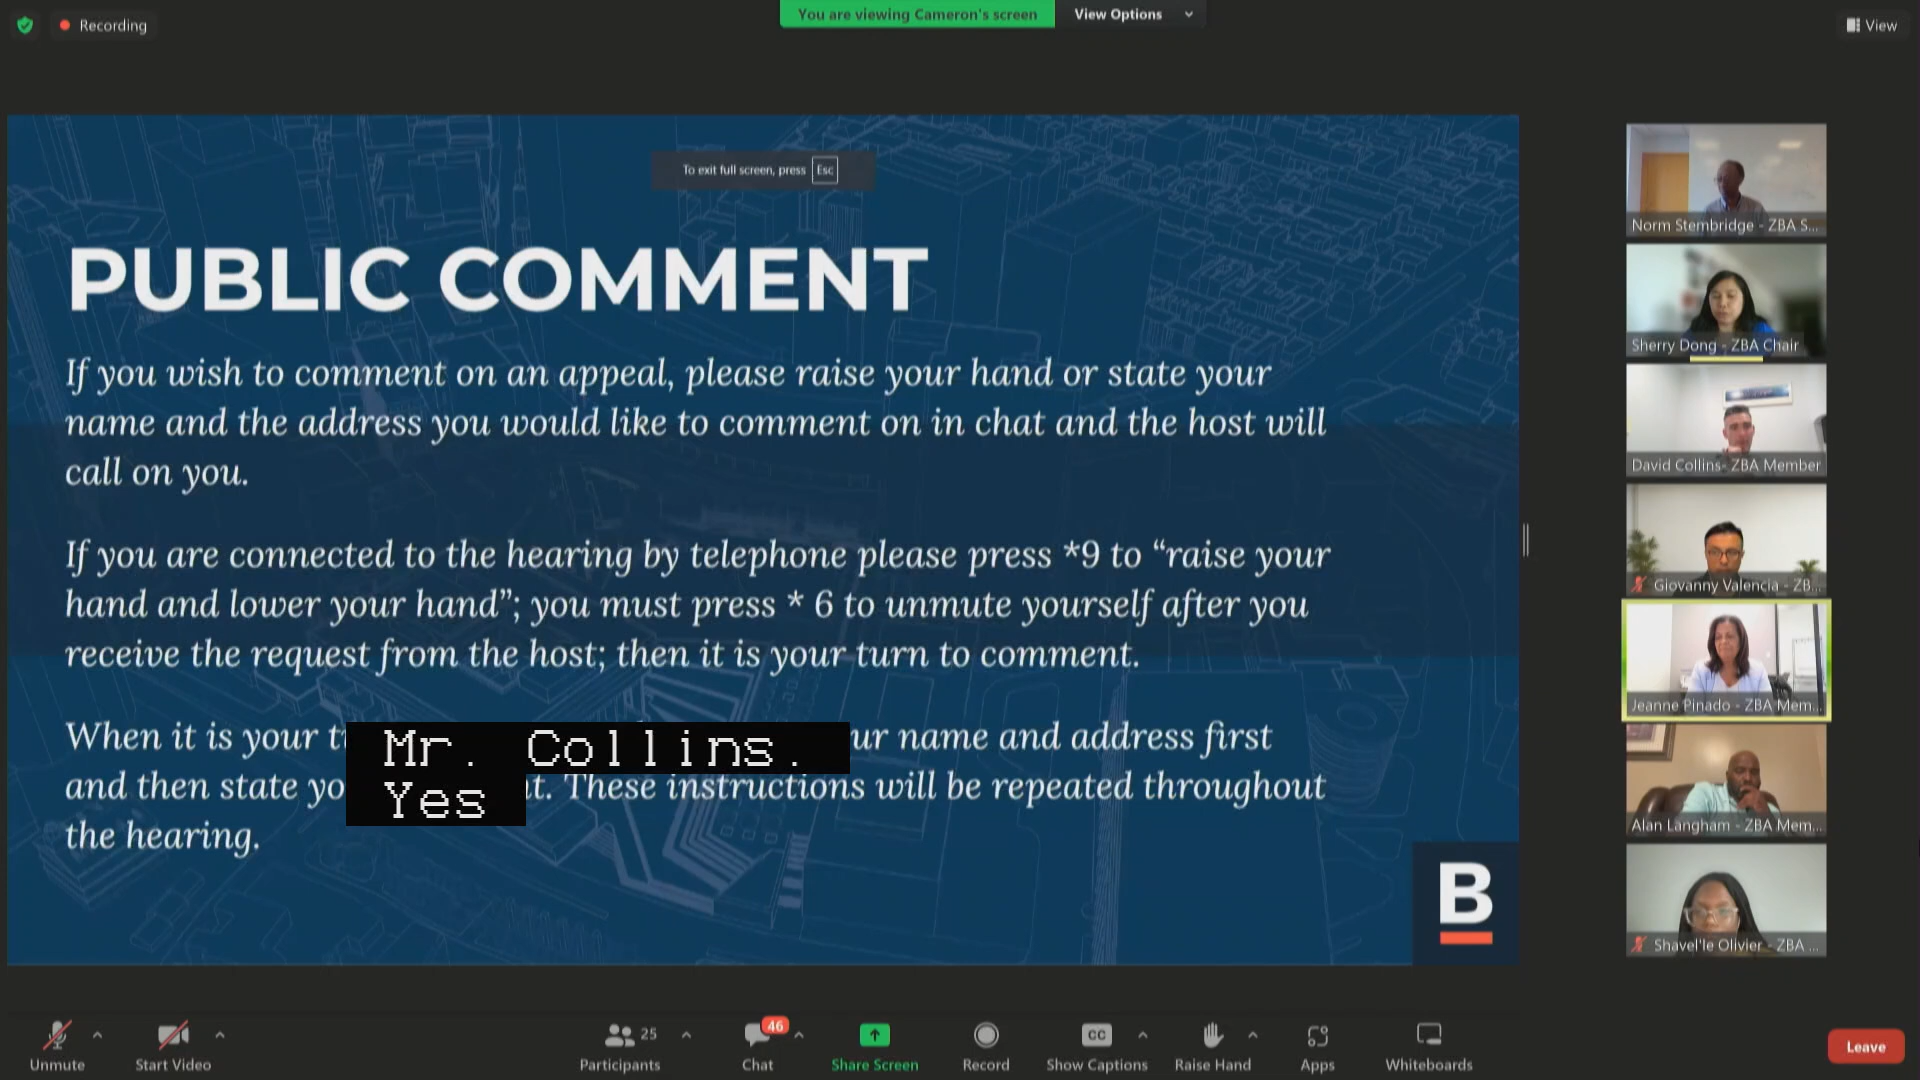 Recording
You are viewing Cameron's screen
View Options
View
To exit full screen, press Esc
PUBLIC COMMENT
If you wish to comment on an appeal, please raise your hand or state your
name and the address you would like to comment on in chat and the host will
call on you.
If you are connected to the hearing by telephone please press *9 to “raise your
hand and lower your hand”; you must press * 6 to unmute yourself after you
receive the request from the host; then it is your turn to comment.
When it is your t ur name and address first
and then state yo t. These instructions will be repeated throughout
the hearing.
Mr. Collins.
Yes
B
Norm Stembridge - ZBA S...
Sherry Dong - ZBA Chair
David Collins- ZBA Member
Giovanny Valencia - ZB...
Jeanne Pinado - ZBA Mem...
Alan Langham - ZBA Mem...
Shavel'le Olivier - ZBA ...
Unmute
Start Video
25
Participants
46
Chat
Share Screen
Record
CC
Show Captions
Raise Hand
Apps
Whiteboards
Leave